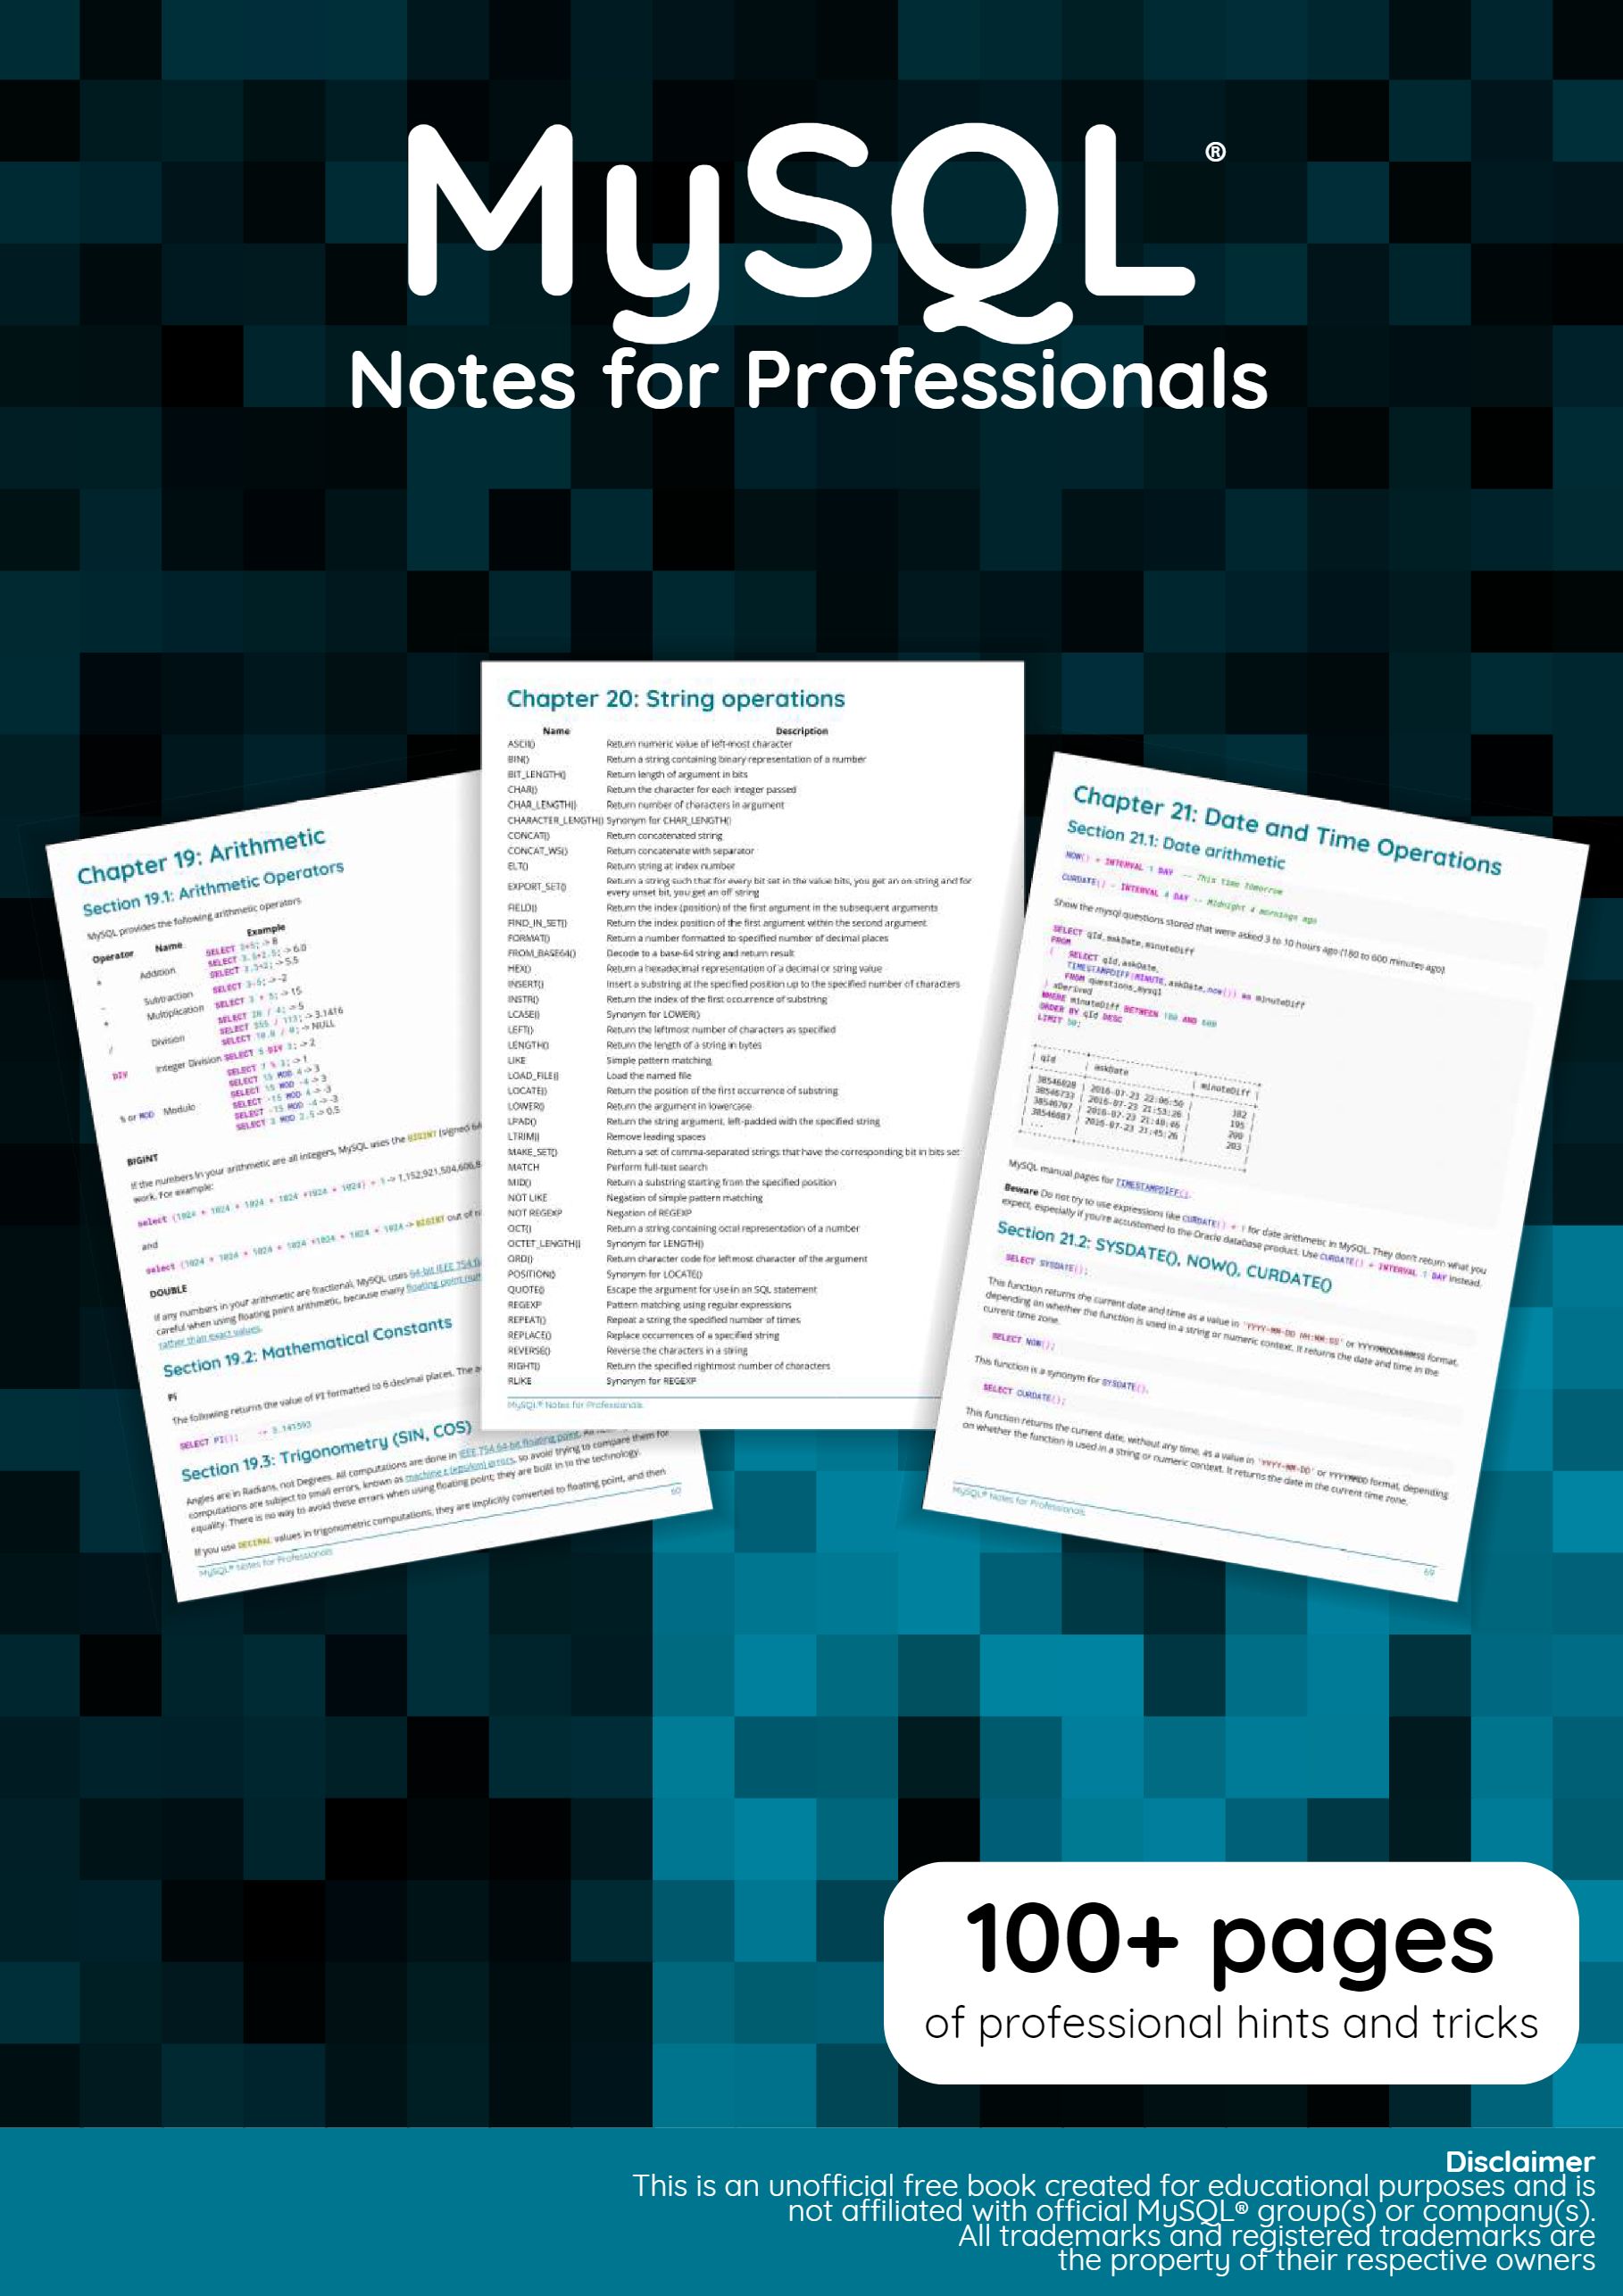 MySQL®
Notes for Professionals
Chapter 19: Arithmetic
Section 19.1: Arithmetic Operators
MySQL provides the following arithmetic operators
Operator Name Example
+ Addition SELECT 3+5; -> 8
SELECT 3.5+2.5; -> 6.0
SELECT 3.5+2; -> 5.5
- Subtraction SELECT 3-5; -> -2
* Multiplication SELECT 3 * 5; -> 15
/ Division SELECT 20 / 4; -> 5
SELECT 355 / 113; -> 3.1416
SELECT 10.0 / 0; -> NULL
DIV Integer Division SELECT 5 DIV 2; -> 2
% or MOD Modulo SELECT 7 % 3; -> 1
SELECT 15 MOD 4 -> 3
SELECT 15 MOD -4 -> 3
SELECT -15 MOD 4 -> -3
SELECT -15 MOD -4 -> -3
SELECT 3 MOD 2.5 -> 0.5
BIGINT
If the numbers in your arithmetic are all integers, MySQL uses the BIGINT (signed 64
work. For example:
select (1024 * 1024 * 1024 * 1024 *1024 * 1024) + 1 -> 1,152,921,504,606,8
and
select (1024 * 1024 * 1024 * 1024 *1024 * 1024 * 1024 -> BIGINT out of
DOUBLE
If any numbers in your arithmetic are fractional, MySQL uses 64-bit IEEE 754 fl
careful when using floating point arithmetic, because many floating point
rather than exact values.
Section 19.2: Mathematical Constants
Pi
The following returns the value of PI formatted to 6 decimal places. The
SELECT PI(); -> 3.141593
Section 19.3: Trigonometry (SIN, COS)
Angles are in Radians, not Degrees. All computations are done in IEEE 754 64-bit floating point. All
computations are subject to small errors, known as machine ε (epsilon) errors, so avoid trying to compare them for
equality. There is no way to avoid these errors when using floating point; they are built in to the technology.
If you use DECIMAL values in trigonometric computations, they are implicitly converted to floating point, and then
MySQL® Notes for Professionals 60
Chapter 20: String operations
Name Description
ASCII() Return numeric value of left-most character
BIN() Return a string containing binary representation of a number
BIT_LENGTH() Return length of argument in bits
CHAR() Return the character for each integer passed
CHAR_LENGTH() Return number of characters in argument
CHARACTER_LENGTH() Synonym for CHAR_LENGTH()
CONCAT() Return concatenated string
CONCAT_WS() Return concatenate with separator
ELT() Return string at index number
EXPORT_SET() Return a string such that for every bit set in the value bits, you get an on string and for
every unset bit, you get an off string
FIELD() Return the index (position) of the first argument in the subsequent arguments
FIND_IN_SET() Return the index position of the first argument within the second argument
FORMAT() Return a number formatted to specified number of decimal places
FROM_BASE64() Decode to a base-64 string and return result
HEX() Return a hexadecimal representation of a decimal or string value
INSERT() Insert a substring at the specified position up to the specified number of characters
INSTR() Return the index of the first occurrence of substring
LCASE() Synonym for LOWER()
LEFT() Return the leftmost number of characters as specified
LENGTH() Return the length of a string in bytes
LIKE Simple pattern matching
LOAD_FILE() Load the named file
LOCATE() Return the position of the first occurrence of substring
LOWER() Return the argument in lowercase
LPAD() Return the string argument, left-padded with the specified string
LTRIM() Remove leading spaces
MAKE_SET() Return a set of comma-separated strings that have the corresponding bit in bits set
MATCH Perform full-text search
MID() Return a substring starting from the specified position
NOT LIKE Negation of simple pattern matching
NOT REGEXP Negation of REGEXP
OCT() Return a string containing octal representation of a number
OCTET_LENGTH() Synonym for LENGTH()
ORD() Return character code for leftmost character of the argument
POSITION() Synonym for LOCATE()
QUOTE() Escape the argument for use in an SQL statement
REGEXP Pattern matching using regular expressions
REPEAT() Repeat a string the specified number of times
REPLACE() Replace occurrences of a specified string
REVERSE() Reverse the characters in a string
RIGHT() Return the specified rightmost number of characters
RLIKE Synonym for REGEXP
MySQL® Notes for Professionals
Chapter 21: Date and Time Operations
Section 21.1: Date arithmetic
NOW() + INTERVAL 1 DAY -- This time tomorrow
CURDATE() - INTERVAL 4 DAY -- Midnight 4 mornings ago
Show the mysql questions stored that were asked 3 to 10 hours ago (180 to 600 minutes ago)
SELECT qId,askDate,minuteDiff
FROM
( SELECT qId,askDate,
TIMESTAMPDIFF(MINUTE,askDate,now()) as minuteDiff
FROM questions_mysql
) xDerived
WHERE minuteDiff BETWEEN 180 AND 600
ORDER BY qId DESC
LIMIT 50;
| qId | askDate | minuteDiff |
| 38546828 | 2016-07-23 22:06:50 | 182 |
| 38546733 | 2016-07-23 21:53:26 | 195 |
| 38546707 | 2016-07-23 21:48:46 | 200 |
| 38546687 | 2016-07-23 21:45:26 | 203 |
| ... |
MySQL manual pages for TIMESTAMPDIFF().
Beware Do not try to use expressions like CURDATE() + 1 for date arithmetic in MySQL. They don't return what you
expect, especially if you're accustomed to the Oracle database product. Use CURDATE() + INTERVAL 1 DAY instead.
Section 21.2: SYSDATE(), NOW(), CURDATE()
SELECT SYSDATE();
This function returns the current date and time as a value in 'YYYY-MM-DD HH:MM:SS' or YYYYMMDDHHMMSS format,
depending on whether the function is used in a string or numeric context. It returns the date and time in the
current time zone.
SELECT NOW();
This function is a synonym for SYSDATE().
SELECT CURDATE();
This function returns the current date, without any time, as a value in 'YYYY-MM-DD' or YYYYMMDD format, depending
on whether the function is used in a string or numeric context. It returns the date in the current time zone.
MySQL® Notes for Professionals 69
100+ pages
of professional hints and tricks
Disclaimer
This is an unofficial free book created for educational purposes and is
not affiliated with official MySQL® group(s) or company(s).
All trademarks and registered trademarks are
the property of their respective owners